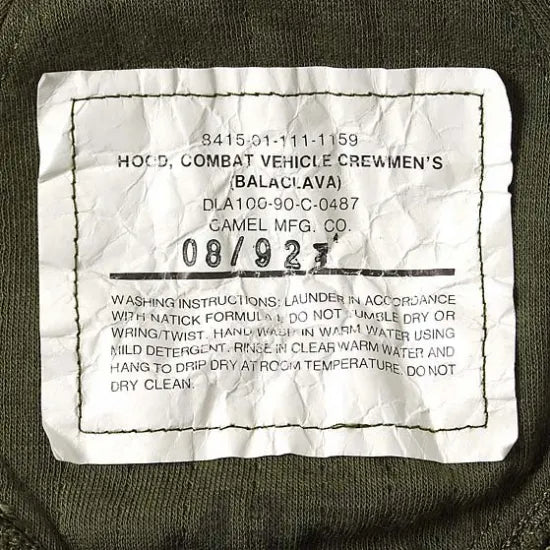 8415-01-111-1159
HOOD, COMBAT VEHICLE CREWMEN'S
(BALACLAVA)
DLA100-90-C-0487
CAMEL MFG. CO.
08/92
WASHING INSTRUCTIONS: LAUNDER IN ACCORDANCE
WITH NATICK FORMULA I, DO NOT TUMBLE DRY OR
WRING/TWIST. HAND WASH IN WARM WATER USING
MILD DETERGENT. RINSE IN CLEAR WARM WATER AND
HANG TO DRIP DRY AT ROOM TEMPERATURE. DO NOT
DRY CLEAN.